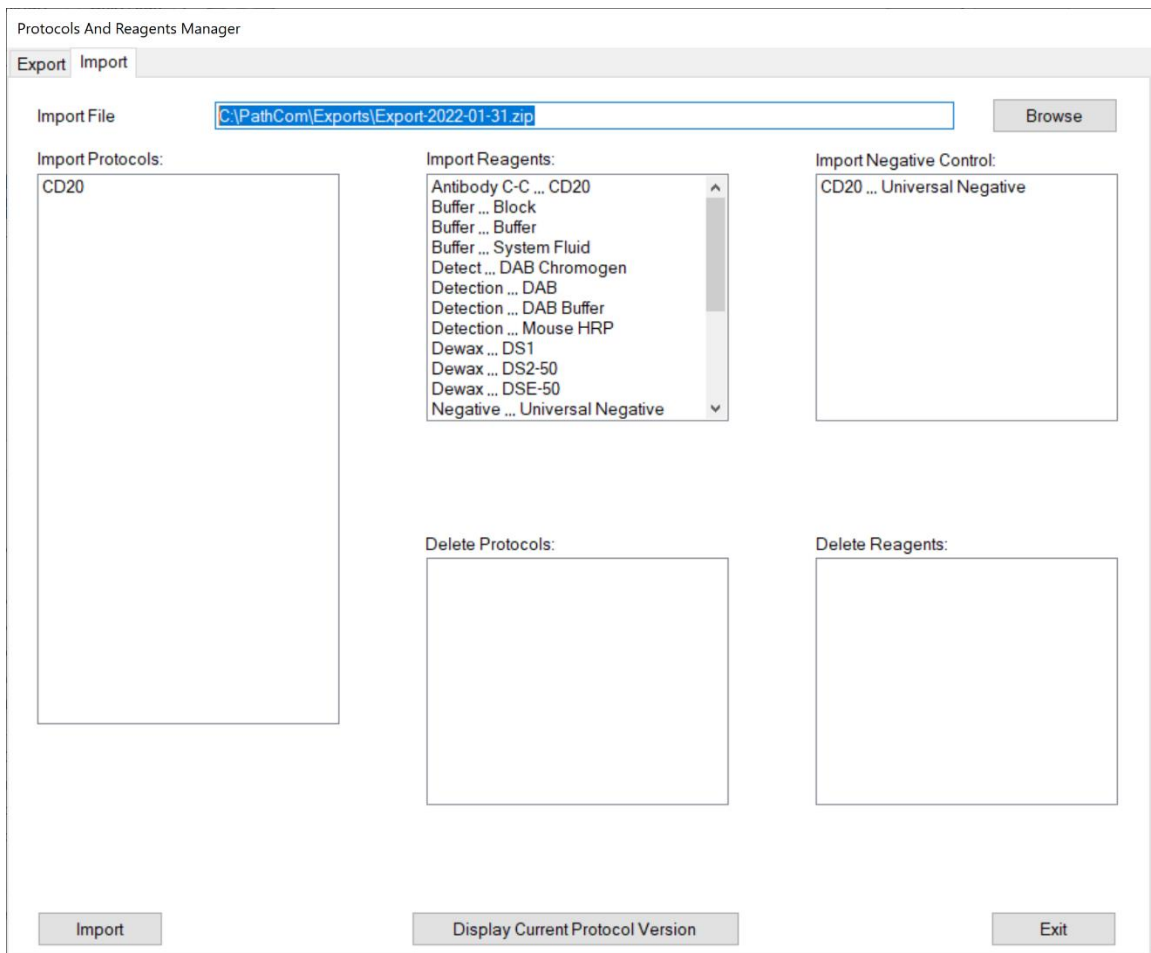 Protocols And Reagents Manager
Export Import
Import File C:\PathCom\Exports\Export-2022-01-31.zip Browse
Import Protocols:
CD20
Import Reagents:
Antibody C-C ... CD20
Buffer ... Block
Buffer ... Buffer
Buffer ... System Fluid
Detect ... DAB Chromogen
Detection ... DAB
Detection ... DAB Buffer
Detection ... Mouse HRP
Dewax ... DS1
Dewax ... DS2-50
Dewax ... DSE-50
Negative ... Universal Negative
Import Negative Control:
CD20 ... Universal Negative
Delete Protocols:
Delete Reagents:
Import Display Current Protocol Version Exit